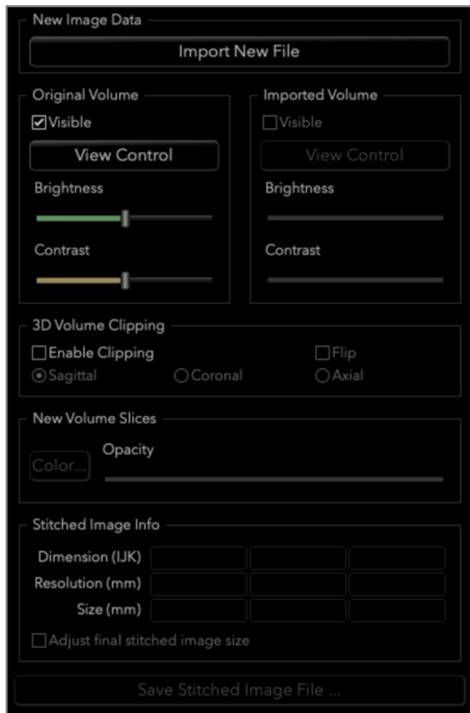 New Image Data
Import New File
Original Volume
Visible
View Control
Brightness
Contrast
Imported Volume
Visible
View Control
Brightness
Contrast
3D Volume Clipping
Enable Clipping Flip
Sagittal Coronal Axial
New Volume Slices
Color... Opacity
Stitched Image Info
Dimension (IJK)
Resolution (mm)
Size (mm)
Adjust final stitched image size
Save Stitched Image File ...